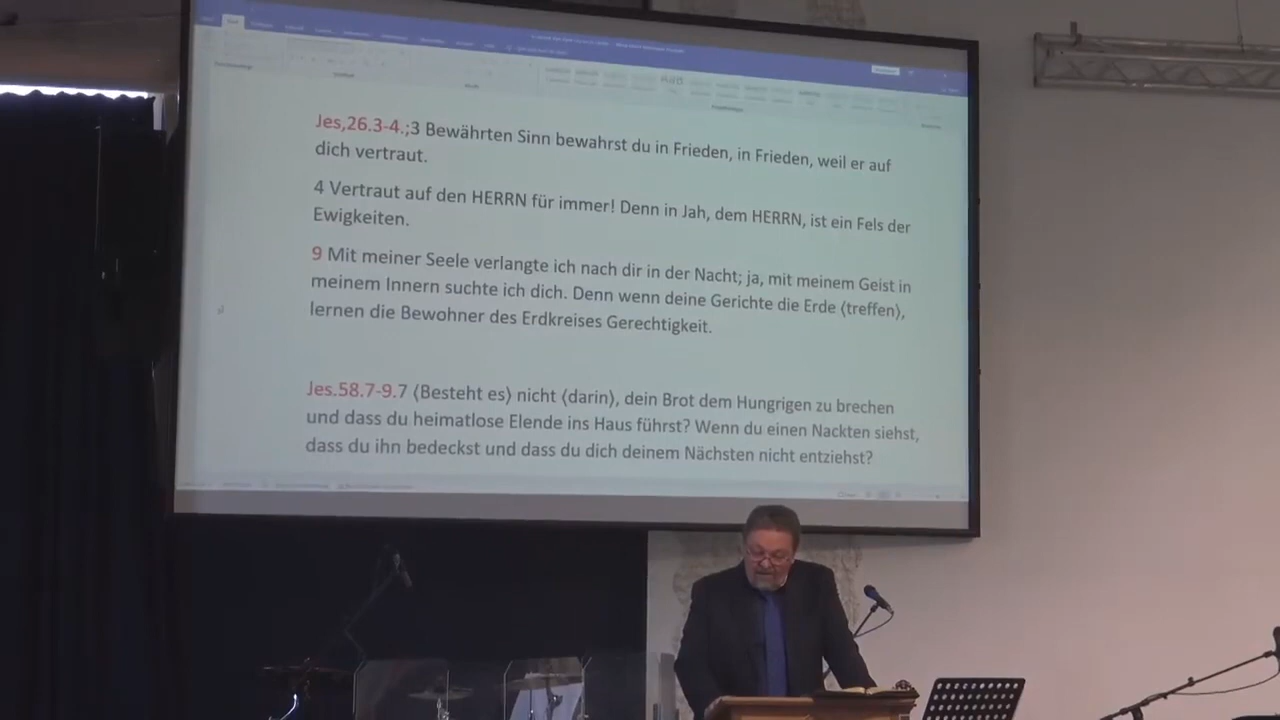 Jes,26.3-4.;3 Bewährten Sinn bewahrst du in Frieden, in Frieden, weil er auf
dich vertraut.
4 Vertraut auf den HERRN für immer! Denn in Jah, dem HERRN, ist ein Fels der
Ewigkeiten.
9 Mit meiner Seele verlangte ich nach dir in der Nacht; ja, mit meinem Geist in
meinem Innern suchte ich dich. Denn wenn deine Gerichte die Erde ⟨treffen⟩,
lernen die Bewohner des Erdkreises Gerechtigkeit.
Jes.58.7-9.7 ⟨Besteht es⟩ nicht ⟨darin⟩, dein Brot dem Hungrigen zu brechen
und dass du heimatlose Elende ins Haus führst? Wenn du einen Nackten siehst,
dass du ihn bedeckst und dass du dich deinem Nächsten nicht entziehst?